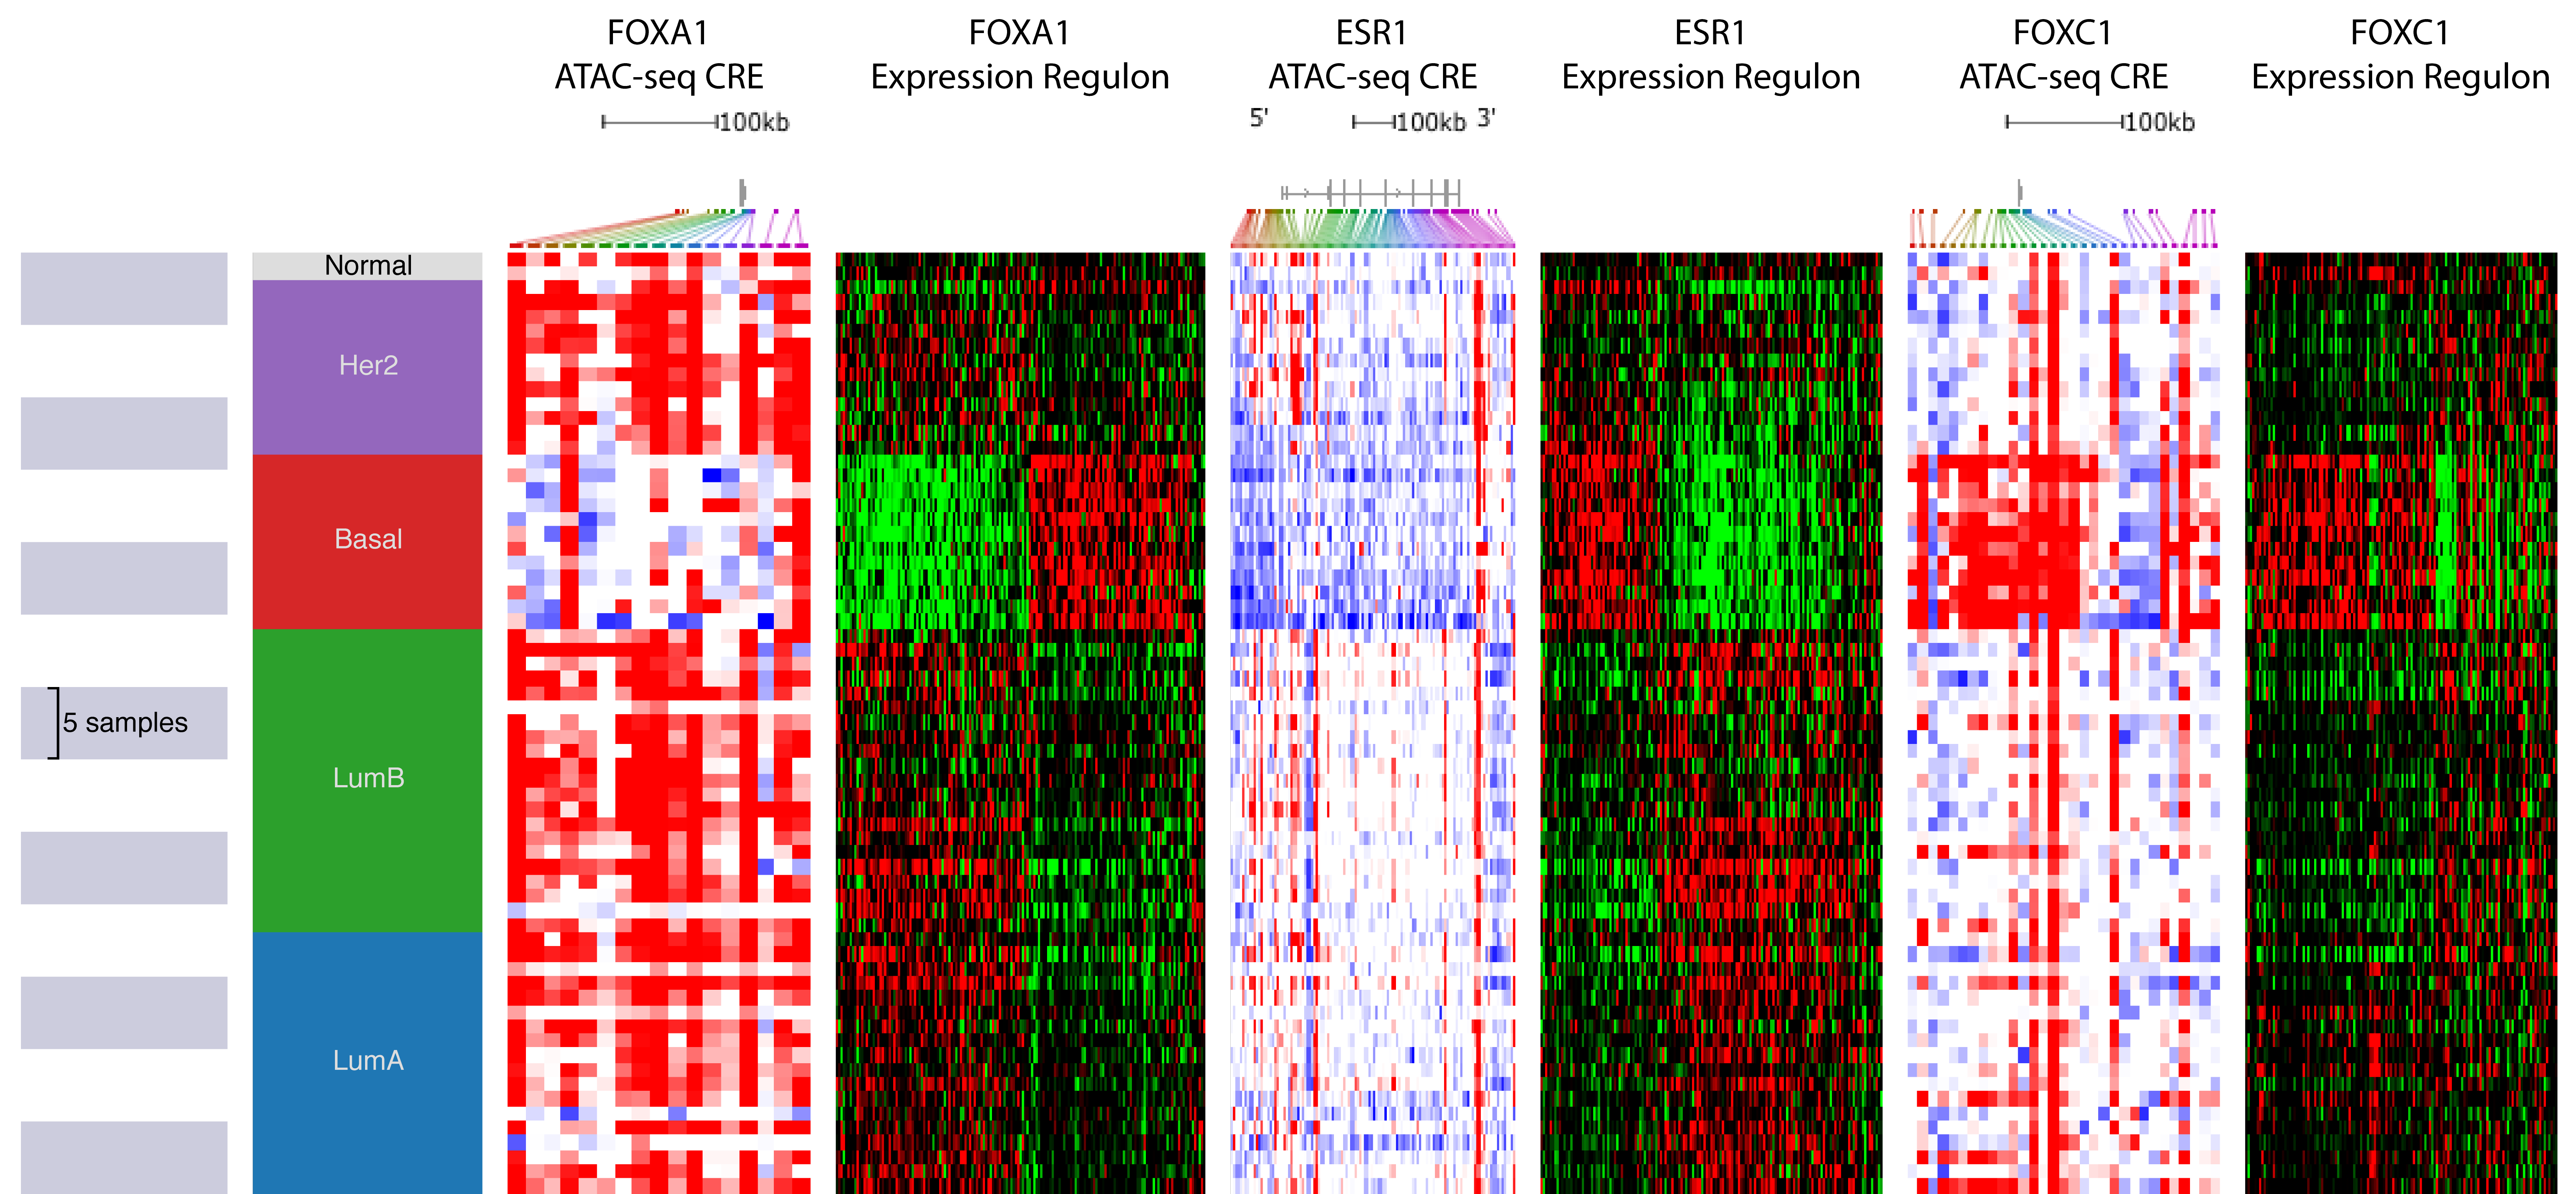 FOXA1
ATAC-seq CRE
100kb
FOXA1
Expression Regulon
ESR1
ATAC-seq CRE
5' 100kb 3'
ESR1
Expression Regulon
FOXC1
ATAC-seq CRE
100kb
FOXC1
Expression Regulon
Normal
Her2
Basal
5 samples
LumB
LumA